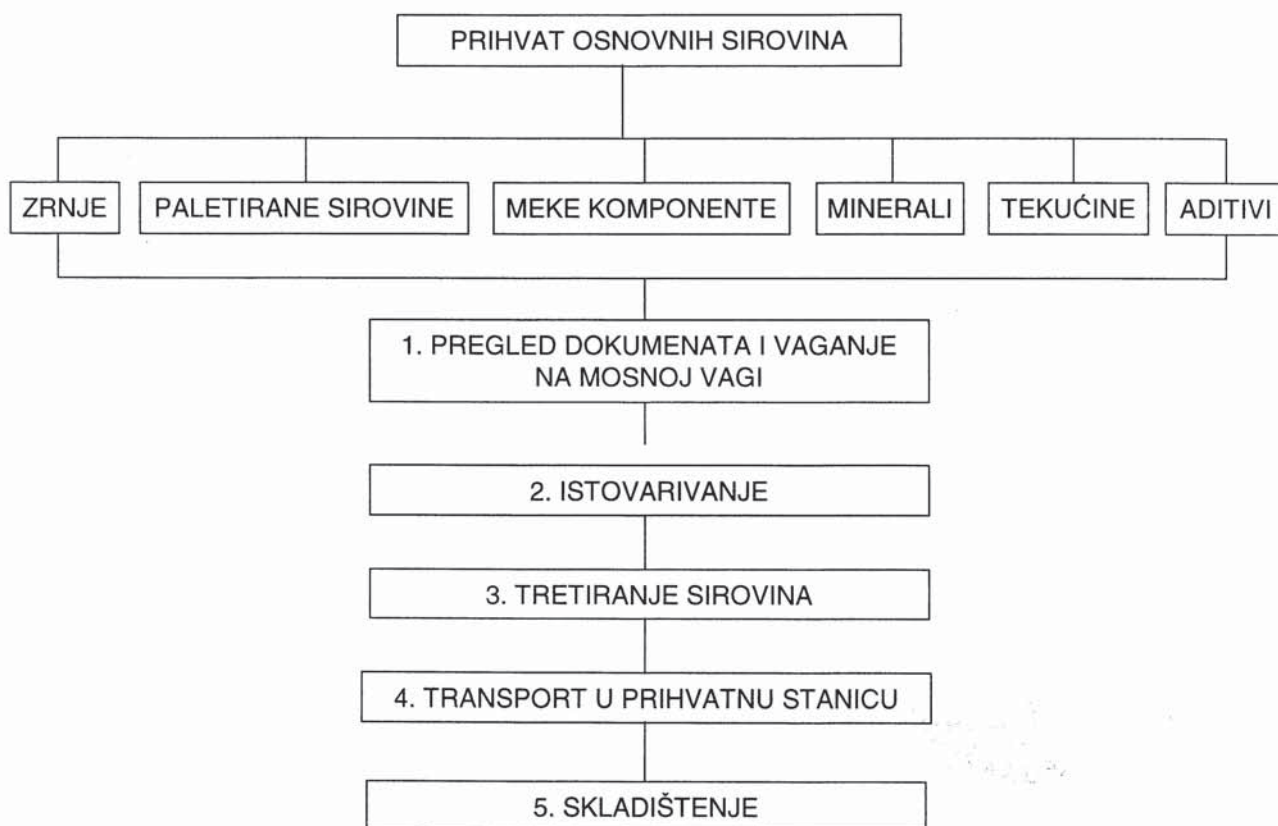 PRIHVAT OSNOVNIH SIROVINA
ZRNJE
PALETIRANE SIROVINE
MEKE KOMPONENTE
MINERALI
TEKUĆINE
ADITIVI
1. PREGLED DOKUMENATA I VAGANJE
NA MOSNOJ VAGI
2. ISTOVARIVANJE
3. TRETIRANJE SIROVINA
4. TRANSPORT U PRIHVATNU STANICU
5. SKLADIŠTENJE